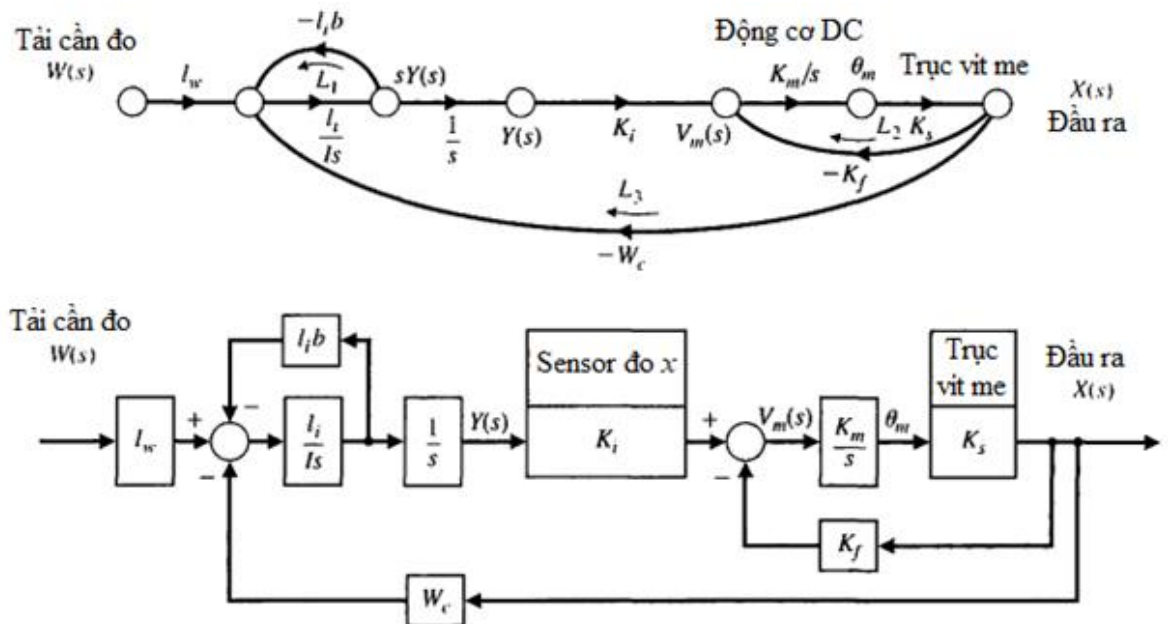 Tải cần đo
W(s)
l_w
−l_i b
L_1
l_i
Is
sY(s)
1
s
Y(s)
K_i
Động cơ DC
V_m(s)
K_m/s
θ_m
Trục vit me
L_2
K_s
−K_f
X(s)
Đầu ra
L_3
−W_c
Tải cần đo
W(s)
l_w
+
−
−
l_i b
l_i
Is
1
s
Y(s)
Sensor đo x
K_i
+
−
V_m(s)
K_m
s
θ_m
Trục
vit me
K_s
Đầu ra
X(s)
K_f
W_c